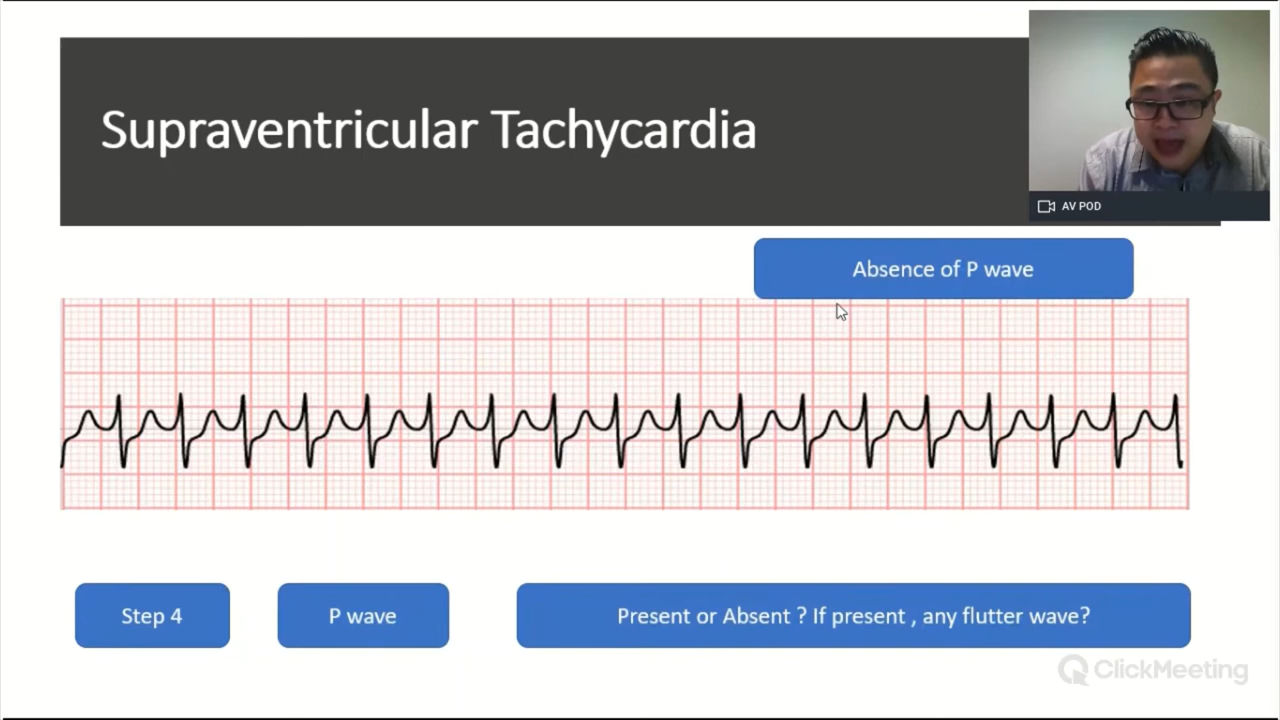 Supraventricular Tachycardia
AV POD
Absence of P wave
Step 4
P wave
Present or Absent ? If present , any flutter wave?
ClickMeeting